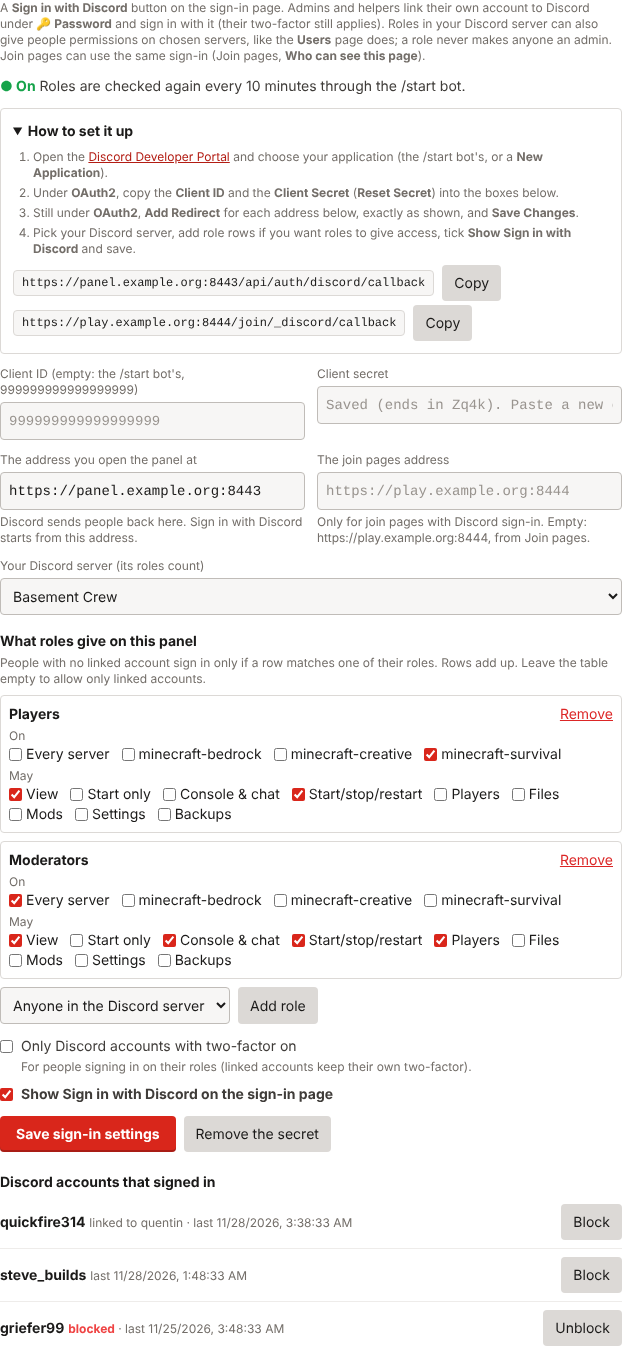 A Sign in with Discord button on the sign-in page. Admins and helpers link their own account to Discord
under 🔑 Password and sign in with it (their two-factor still applies). Roles in your Discord server can also
give people permissions on chosen servers, like the Users page does; a role never makes anyone an admin.
Join pages can use the same sign-in (Join pages, Who can see this page).
On Roles are checked again every 10 minutes through the /start bot.
▼ How to set it up
1. Open the Discord Developer Portal and choose your application (the /start bot's, or a New
Application).
2. Under OAuth2, copy the Client ID and the Client Secret (Reset Secret) into the boxes below.
3. Still under OAuth2, Add Redirect for each address below, exactly as shown, and Save Changes.
4. Pick your Discord server, add role rows if you want roles to give access, tick Show Sign in with
Discord and save.
https://panel.example.org:8443/api/auth/discord/callback Copy
https://play.example.org:8444/join/_discord/callback Copy
Client ID (empty: the /start bot's,
999999999999999999)
999999999999999999
Client secret
Saved (ends in Zq4k). Paste a new
The address you open the panel at
https://panel.example.org:8443
Discord sends people back here. Sign in with Discord
starts from this address.
The join pages address
https://play.example.org:8444
Only for join pages with Discord sign-in. Empty:
https://play.example.org:8444, from Join pages.
Your Discord server (its roles count)
Basement Crew
What roles give on this panel
People with no linked account sign in only if a row matches one of their roles. Rows add up. Leave the table
empty to allow only linked accounts.
Players Remove
On
Every server minecraft-bedrock minecraft-creative minecraft-survival
May
View Start only Console & chat Start/stop/restart Players Files
Mods Settings Backups
Moderators Remove
On
Every server minecraft-bedrock minecraft-creative minecraft-survival
May
View Start only Console & chat Start/stop/restart Players Files
Mods Settings Backups
Anyone in the Discord server Add role
Only Discord accounts with two-factor on
For people signing in on their roles (linked accounts keep their own two-factor).
Show Sign in with Discord on the sign-in page
Save sign-in settings Remove the secret
Discord accounts that signed in
quickfire314 linked to quentin · last 11/28/2026, 3:38:33 AM Block
steve_builds last 11/28/2026, 1:48:33 AM Block
griefer99 blocked · last 11/25/2026, 3:48:33 AM Unblock